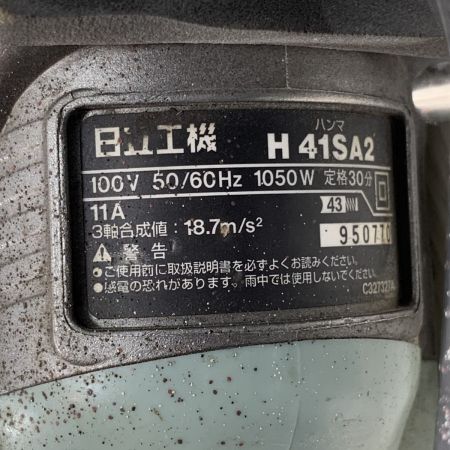 日立工機
ハンマ
H 41SA2
100V 50/60Hz 1050W 定格30分
11A
43
3軸合成値: 18.7m/s²
950770
⚠ 警告
●ご使用前に取扱説明書を必ずよくお読みください。
●感電の恐れがあります。雨中では使用しないでください。